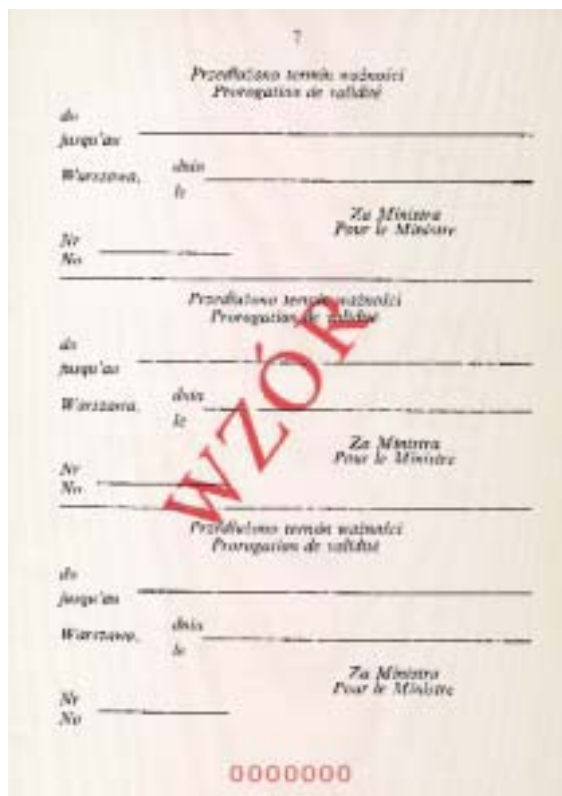 7
Przedłużono termin ważności
Prorogation de validité
do
jusqu'au
Warszawa, dnia
le
Za Ministra
Pour le Ministre
Nr
No
Przedłużono termin ważności
Prorogation de validité
do
jusqu'au
Warszawa, dnia
le
Za Ministra
Pour le Ministre
Nr
No
WZÓR
Przedłużono termin ważności
Prorogation de validité
do
jusqu'au
Warszawa, dnia
le
Za Ministra
Pour le Ministre
Nr
No
0000000